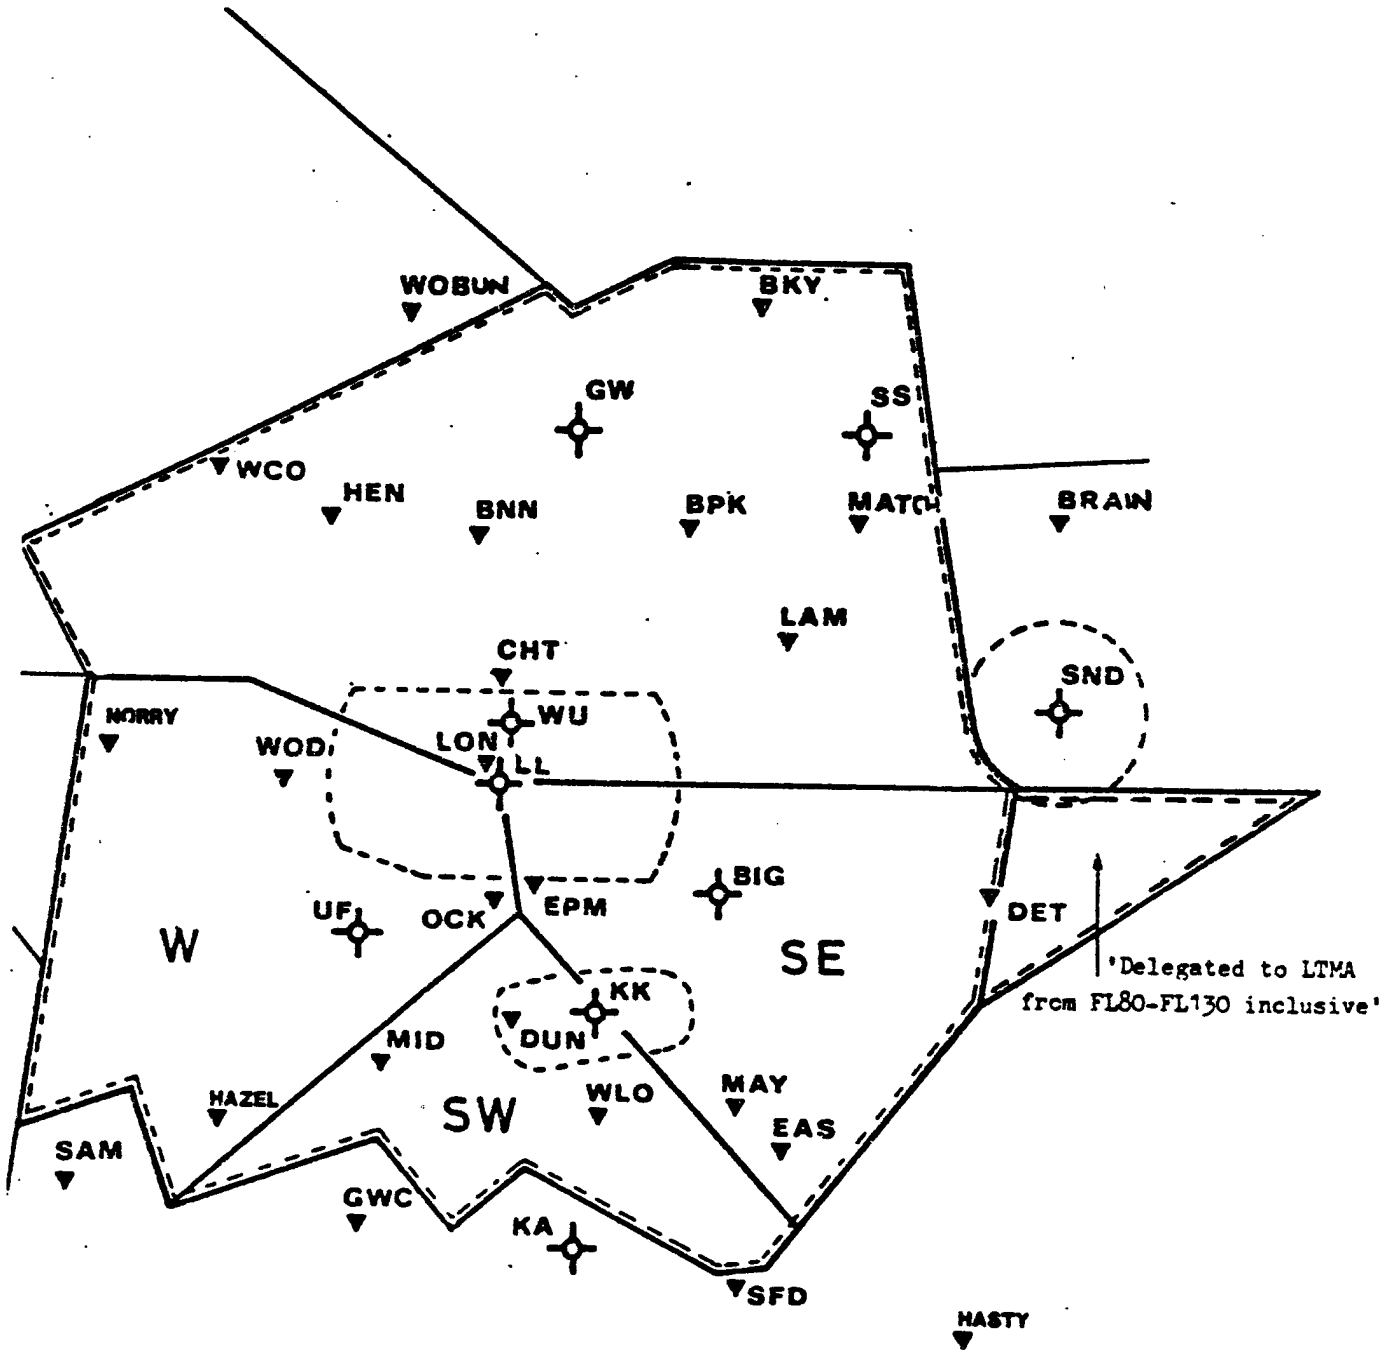 WOBUN
BKY
GW
SS
WCO
HEN
BNN
BPK
MATCH
BRAIN
LAM
CHT
SND
WU
NORRY
WOD
LON
LL
BIG
UF
OCK
EPM
DET
W
SE
'Delegated to LTMA
from FL80-FL130 inclusive'
KK
DUN
MID
HAZEL
SW
WLO
MAY
EAS
SAM
GWC
KA
SFD
HASTY